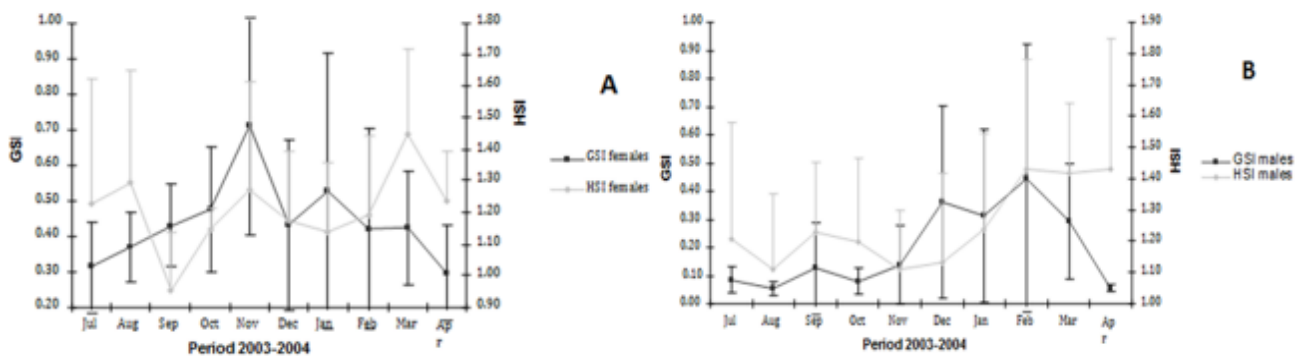 1.00
0.90
0.80
0.70
0.60
0.50
0.40
0.30
0.20
GSI
1.80
1.70
1.60
1.50
1.40
1.30
1.20
1.10
1.00
0.90
HSI
Jul Aug Sep Oct Nov Dec Jan Feb Mar Apr
Period 2003-2004
A
GSI females
HSI females
1.00
0.90
0.80
0.70
0.60
0.50
0.40
0.30
0.20
0.10
0.00
GSI
1.90
1.80
1.70
1.60
1.50
1.40
1.30
1.20
1.10
1.00
HSI
Jul Aug Sep Oct Nov Dec Jan Feb Mar Ap
r
Period 2003-2004
B
GSI males
HSI males